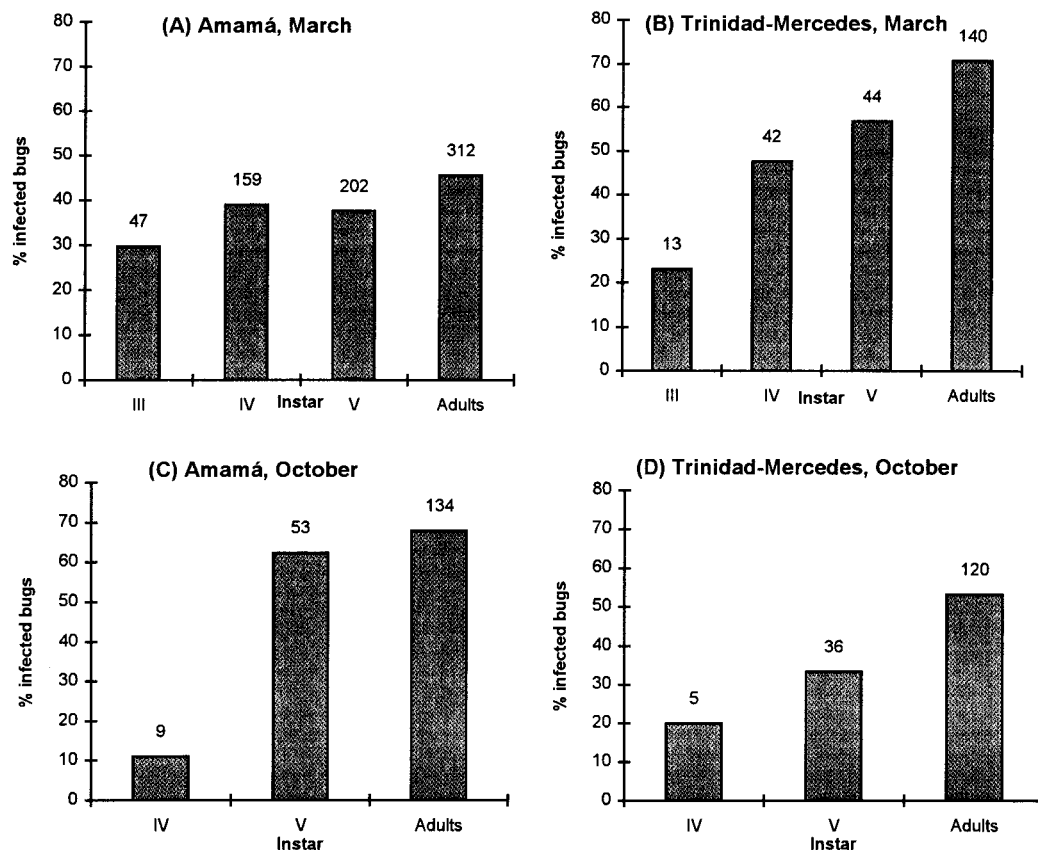 (A) Amamá, March
% infected bugs
80
70
60
50
40
30
20
10
0
47
159
202
312
III
IV
V
Adults
Instar
(B) Trinidad-Mercedes, March
% infected bugs
80
70
60
50
40
30
20
10
0
13
42
44
140
III
IV
V
Adults
Instar
(C) Amamá, October
% infected bugs
80
70
60
50
40
30
20
10
0
9
53
134
IV
V
Adults
Instar
(D) Trinidad-Mercedes, October
% infected bugs
80
70
60
50
40
30
20
10
0
5
36
120
IV
V
Adults
Instar